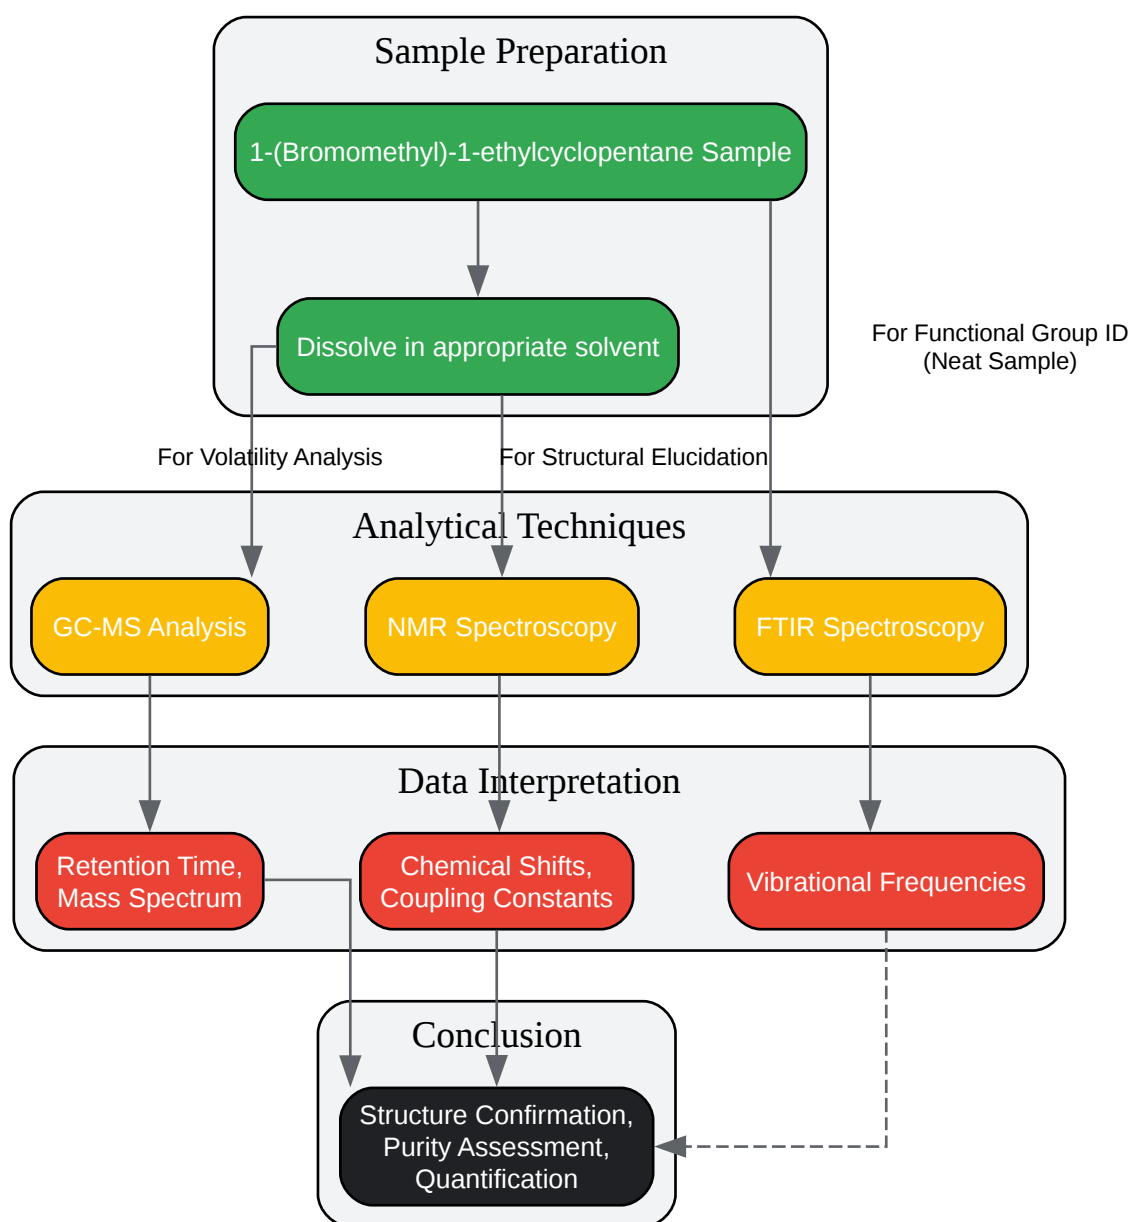 Sample Preparation
1-(Bromomethyl)-1-ethylcyclopentane Sample
Dissolve in appropriate solvent
For Functional Group ID
(Neat Sample)
For Volatility Analysis
For Structural Elucidation
Analytical Techniques
GC-MS Analysis
NMR Spectroscopy
FTIR Spectroscopy
Data Interpretation
Retention Time,
Mass Spectrum
Chemical Shifts,
Coupling Constants
Vibrational Frequencies
Conclusion
Structure Confirmation,
Purity Assessment,
Quantification